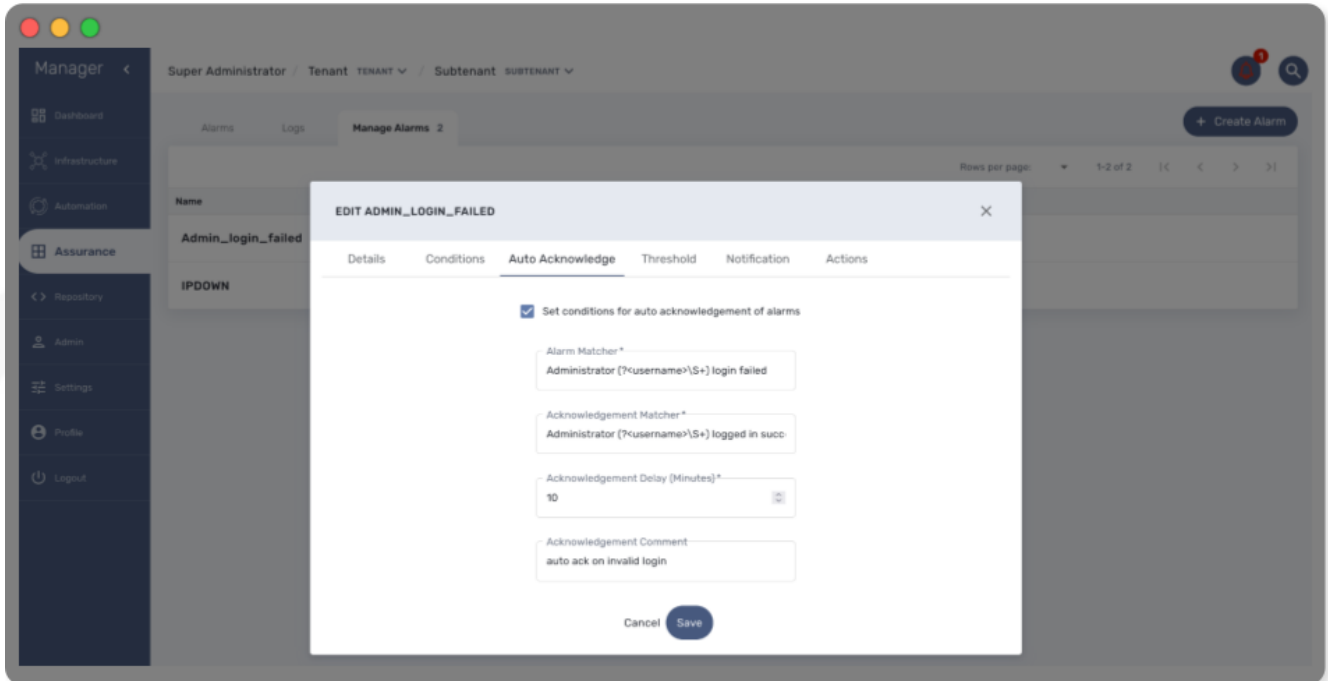 Manager <
Super Administrator / Tenant TENANT / Subtenant SUBTENANT
1
Dashboard
Infrastructure
Automation
Assurance
<> Repository
Admin
Settings
Profile
Logout
Alarms Logs Manage Alarms 2
+ Create Alarm
Rows per page: 1-2 of 2 |< < > >|
Name
Admin_login_failed
IPDOWN
EDIT ADMIN_LOGIN_FAILED
Details Conditions Auto Acknowledge Threshold Notification Actions
Set conditions for auto acknowledgement of alarms
Alarm Matcher*
Administrator (?<username>\S+) login failed
Acknowledgement Matcher*
Administrator (?<username>\S+) logged in succ
Acknowledgement Delay (Minutes)*
10
Acknowledgement Comment
auto ack on invalid login
Cancel Save